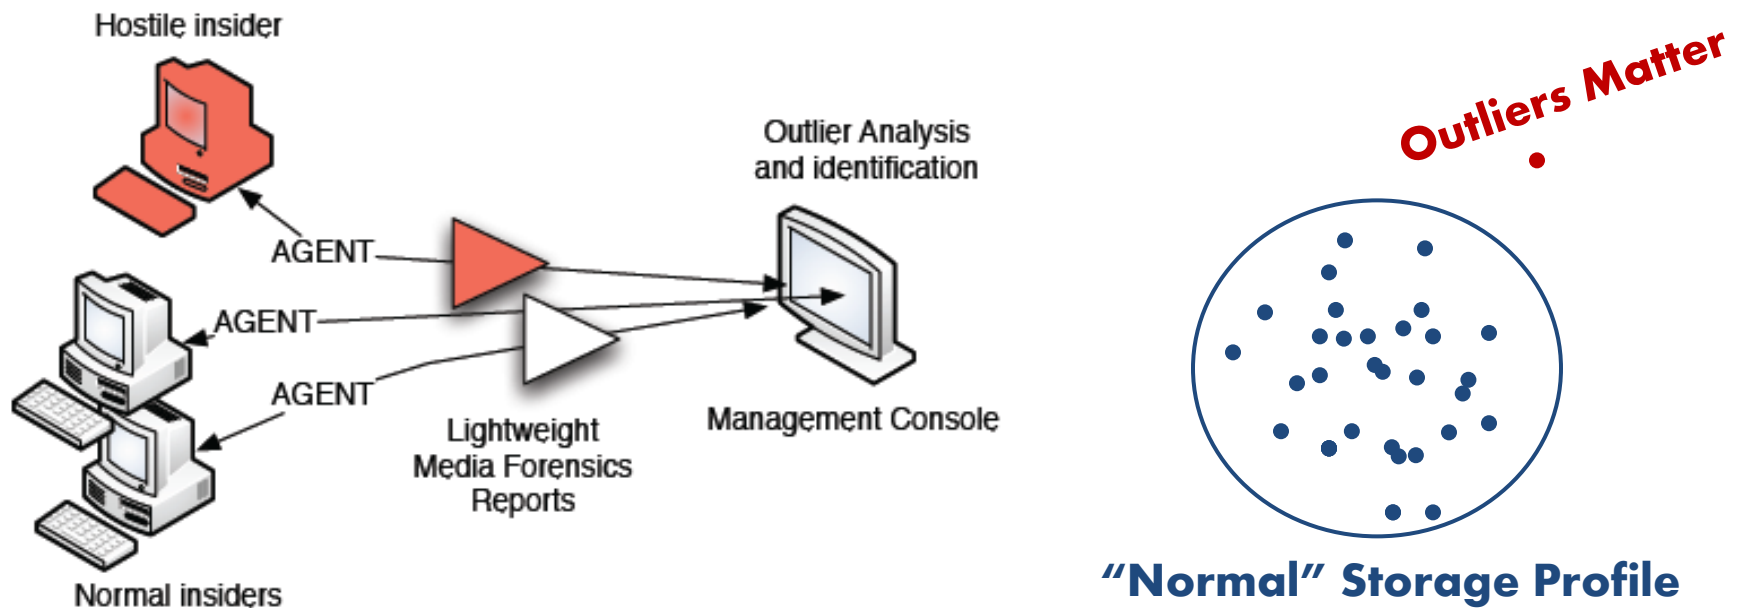 Hostile insider
AGENT
AGENT
AGENT
Normal insiders
Lightweight
Media Forensics
Reports
Outlier Analysis
and identification
Management Console
Outliers Matter
“Normal” Storage Profile